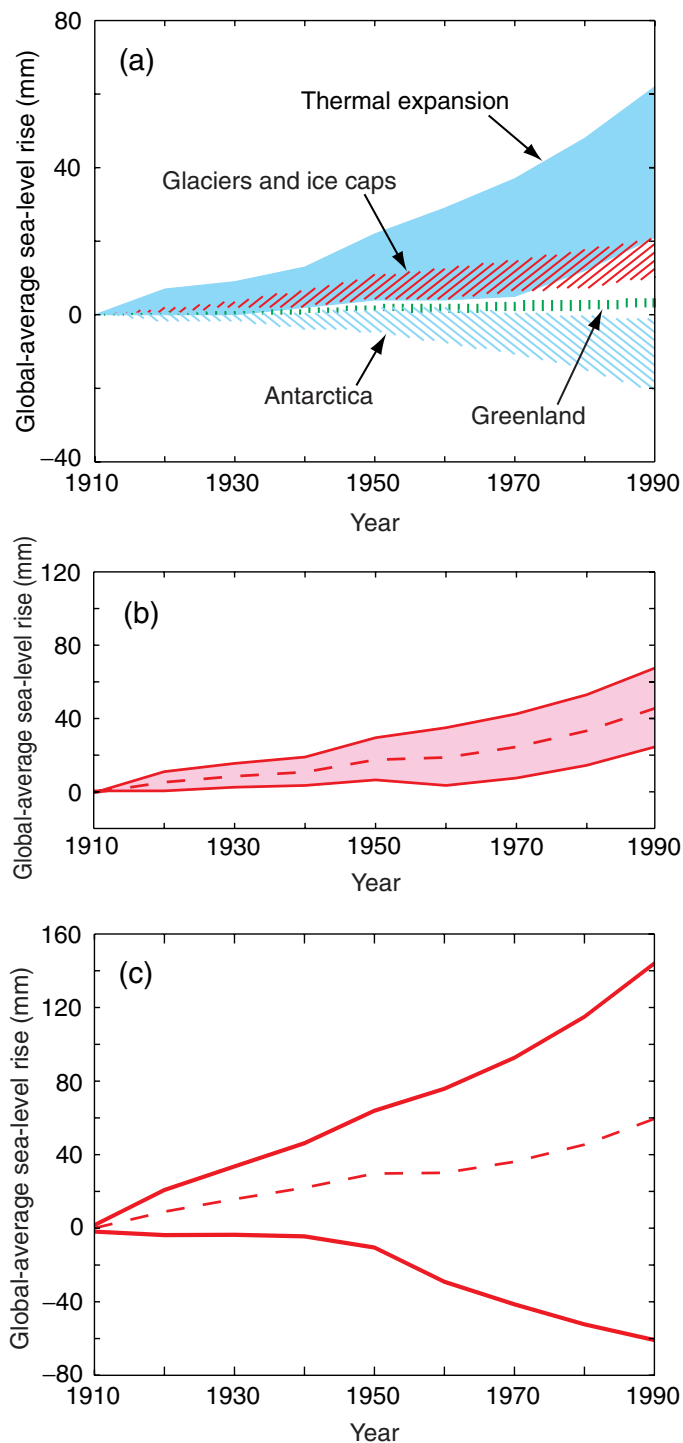 80
(a)
Thermal expansion
40
Glaciers and ice caps
0
Antarctica
Greenland
−40
1910 1930 1950 1970 1990
Year
Global-average sea-level rise (mm)
120
(b)
80
40
0
1910 1930 1950 1970 1990
Year
Global-average sea-level rise (mm)
160
(c)
120
80
40
0
−40
−80
1910 1930 1950 1970 1990
Year
Global-average sea-level rise (mm)